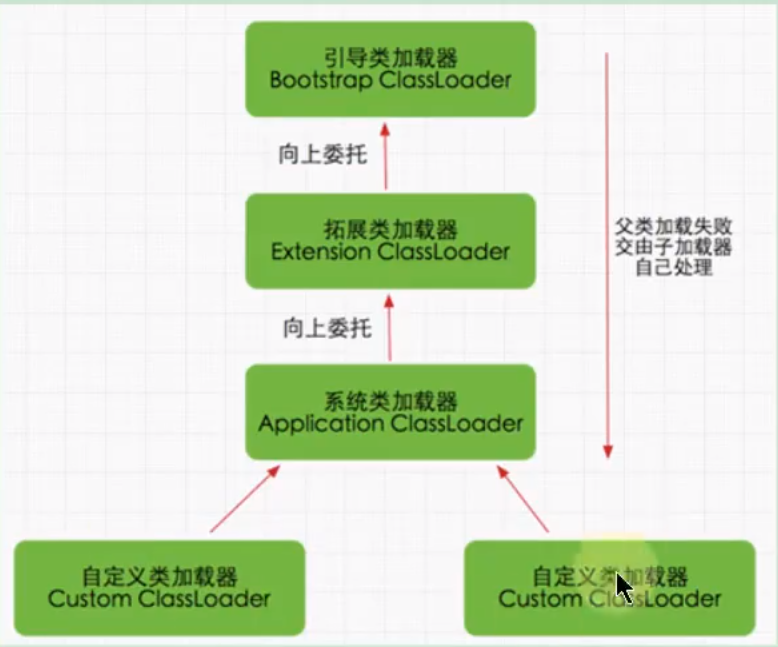 引导类加载器
Bootstrap ClassLoader
向上委托
拓展类加载器
Extension ClassLoader
父类加载失败
交由子加载器
自己处理
向上委托
系统类加载器
Application ClassLoader
自定义类加载器
Custom ClassLoader
自定义类加载器
Custom ClassLoader